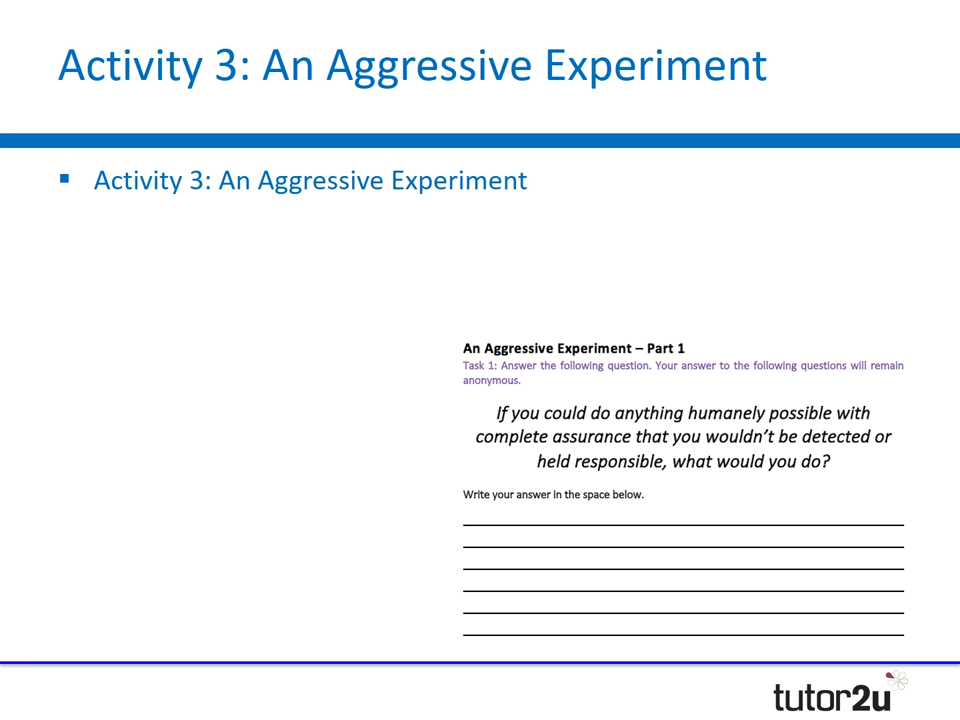 Activity 3: An Aggressive Experiment
▪ Activity 3: An Aggressive Experiment
An Aggressive Experiment – Part 1
Task 1: Answer the following question. Your answer to the following questions will remain
anonymous.
If you could do anything humanely possible with
complete assurance that you wouldn’t be detected or
held responsible, what would you do?
Write your answer in the space below.
tutor2u